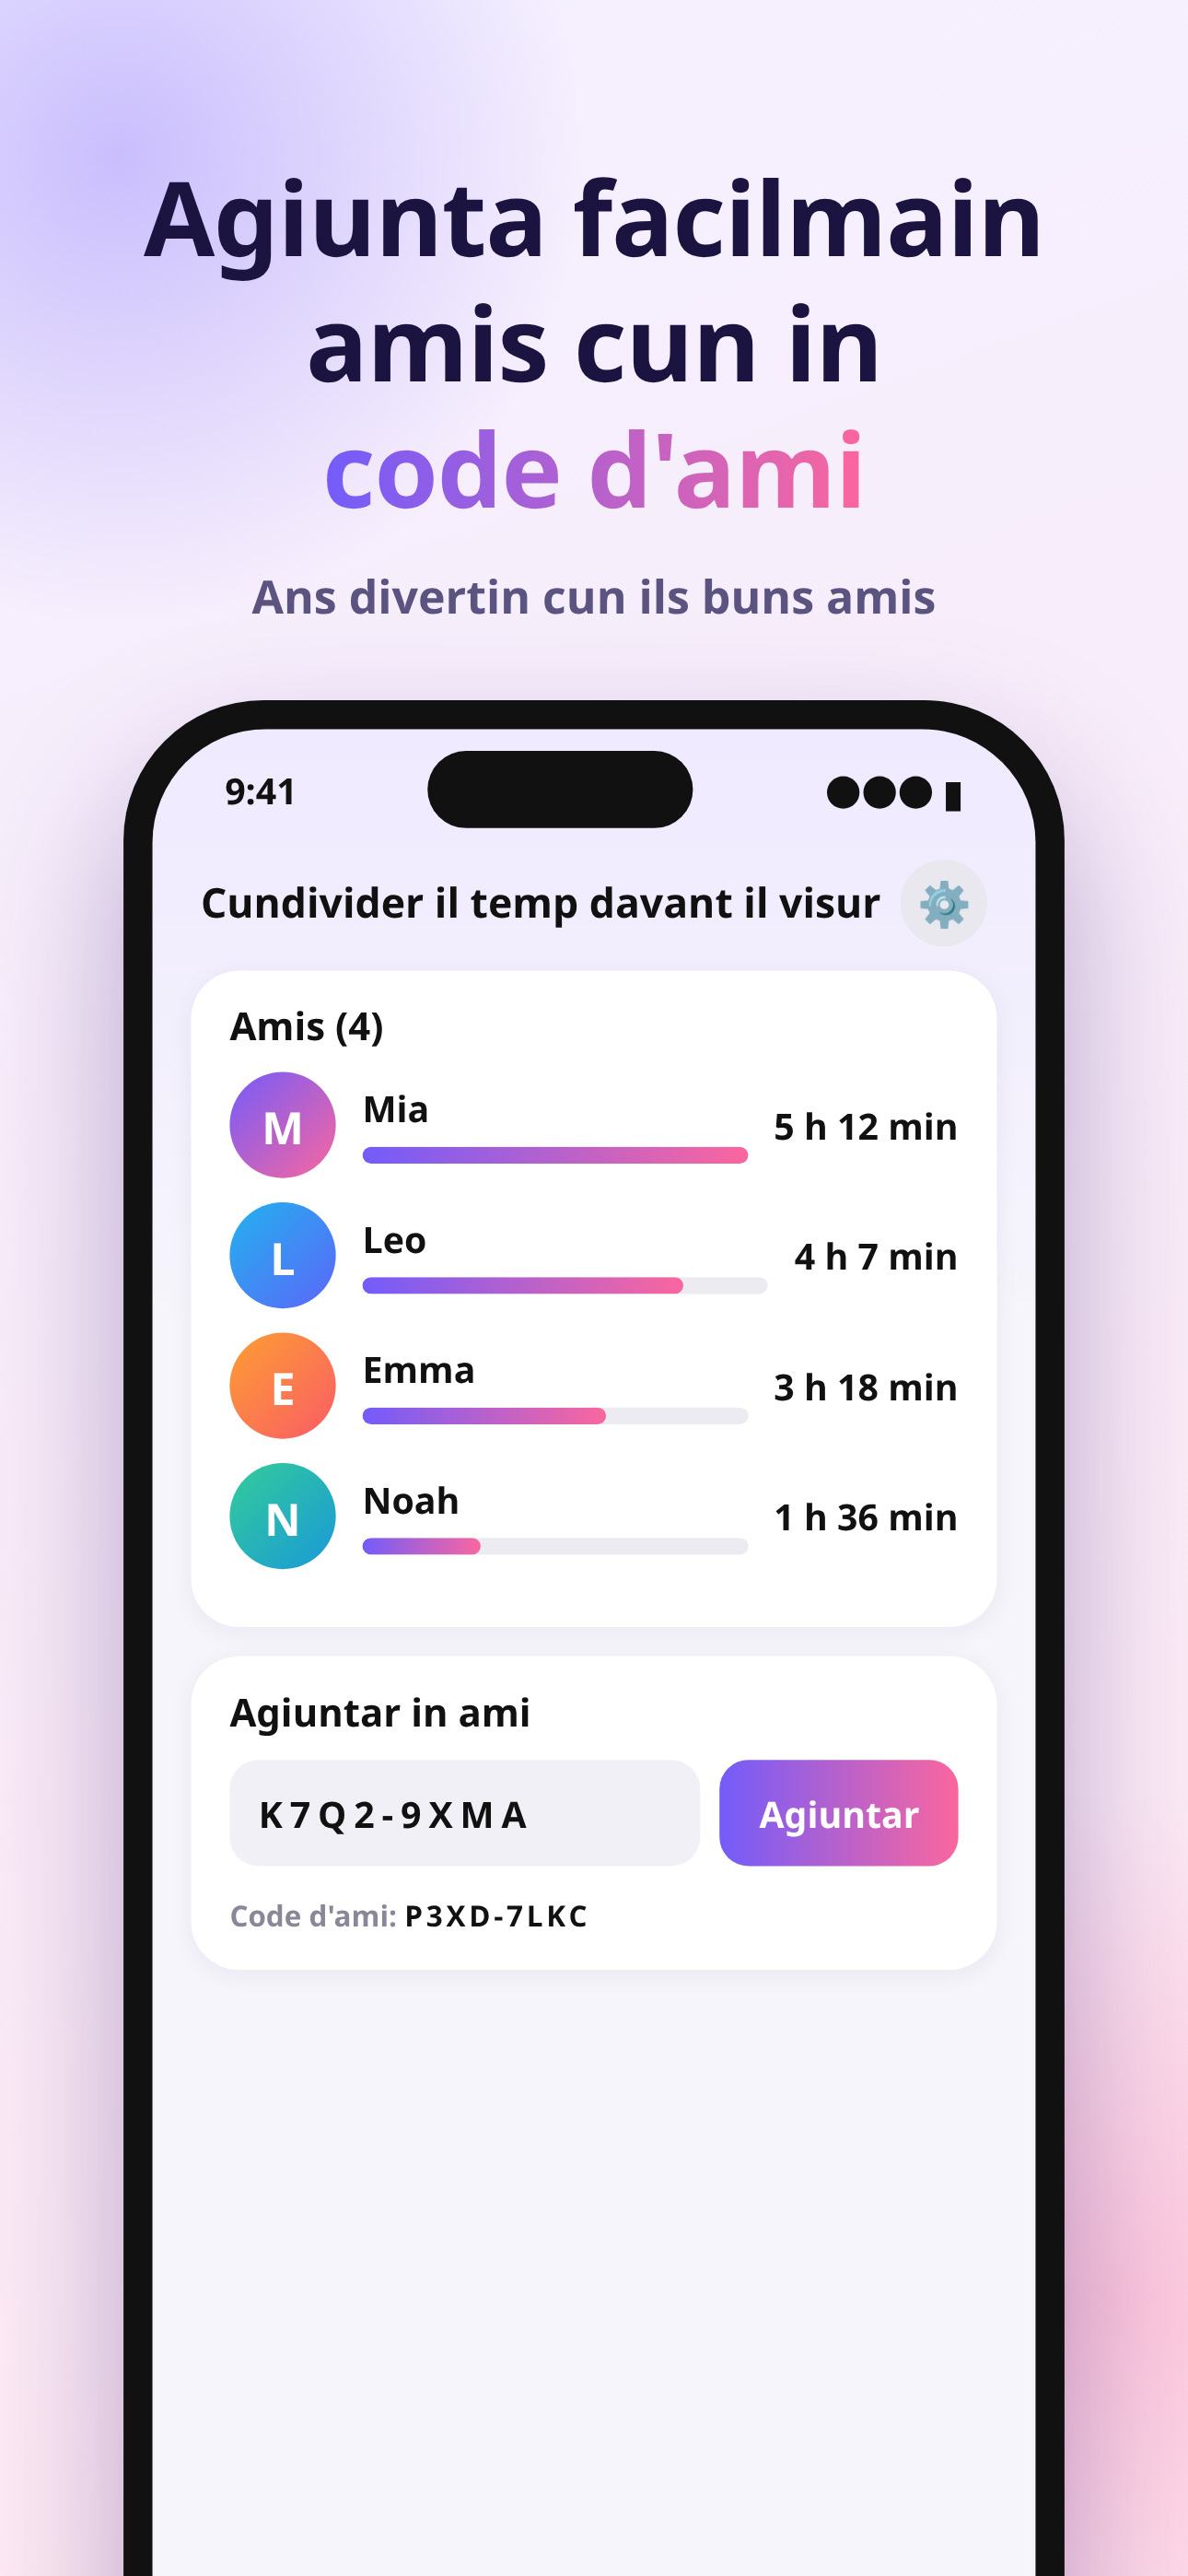 Agiunta facilmain
amis cun in
code d'ami
Ans divertin cun ils buns amis
9:41
Cundivider il temp davant il visur
Amis (4)
M
Mia
5 h 12 min
L
Leo
4 h 7 min
E
Emma
3 h 18 min
N
Noah
1 h 36 min
Agiuntar in ami
K7Q2-9XMA
Agiuntar
Code d'ami: P3XD-7LKC